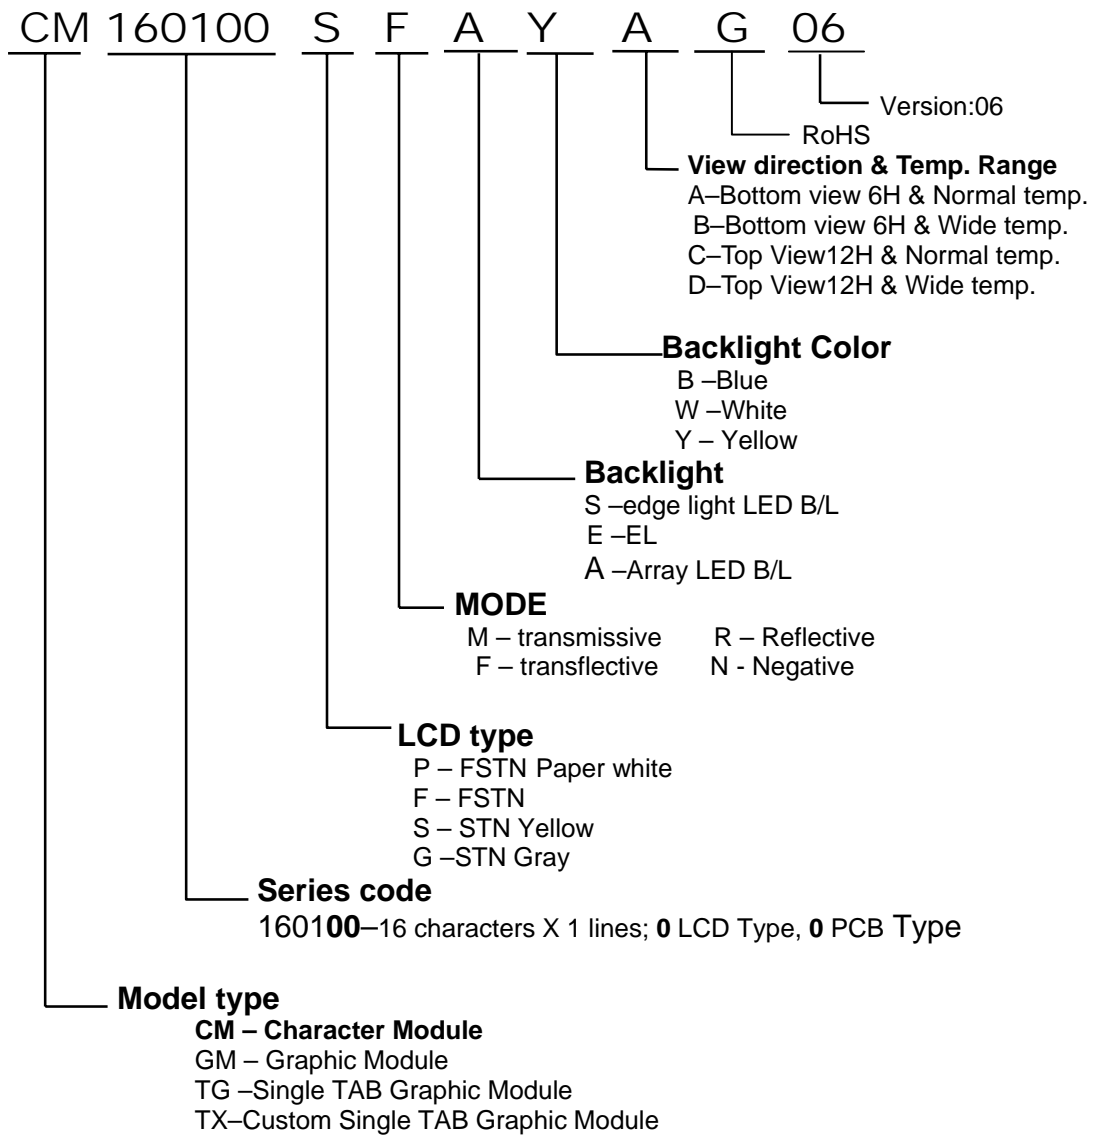 CM 160100 S F A Y A G 06
Version:06
RoHS
View direction & Temp. Range
A–Bottom view 6H & Normal temp.
B–Bottom view 6H & Wide temp.
C–Top View12H & Normal temp.
D–Top View12H & Wide temp.
Backlight Color
B –Blue
W –White
Y – Yellow
Backlight
S –edge light LED B/L
E –EL
A –Array LED B/L
MODE
M – transmissive R – Reflective
F – transflective N - Negative
LCD type
P – FSTN Paper white
F – FSTN
S – STN Yellow
G –STN Gray
Series code
160100–16 characters X 1 lines; 0 LCD Type, 0 PCB Type
Model type
CM – Character Module
GM – Graphic Module
TG –Single TAB Graphic Module
TX–Custom Single TAB Graphic Module